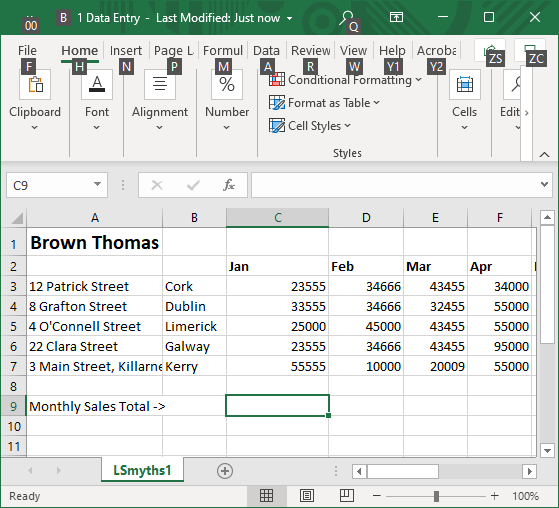 00 B 1 Data Entry - Last Modified: Just now Q
File Home Insert Page L Formul Data Review View Help Acroba
F H N P M A R W Y1 Y2 ZS ZC
Clipboard Font Alignment % Number Conditional Formatting Cells Edit
Format as Table
Cell Styles
Styles
C9 fx
A B C D E F
1 Brown Thomas
2 Jan Feb Mar Apr
3 12 Patrick Street Cork 23555 34666 43455 34000
4 8 Grafton Street Dublin 33555 34666 32455 55000
5 4 O'Connell Street Limerick 25000 45000 43455 55000
6 22 Clara Street Galway 23555 34666 43455 95000
7 3 Main Street, Killarne Kerry 55555 10000 20009 55000
8
9 Monthly Sales Total ->
10
11
LSmyths1
Ready 100%